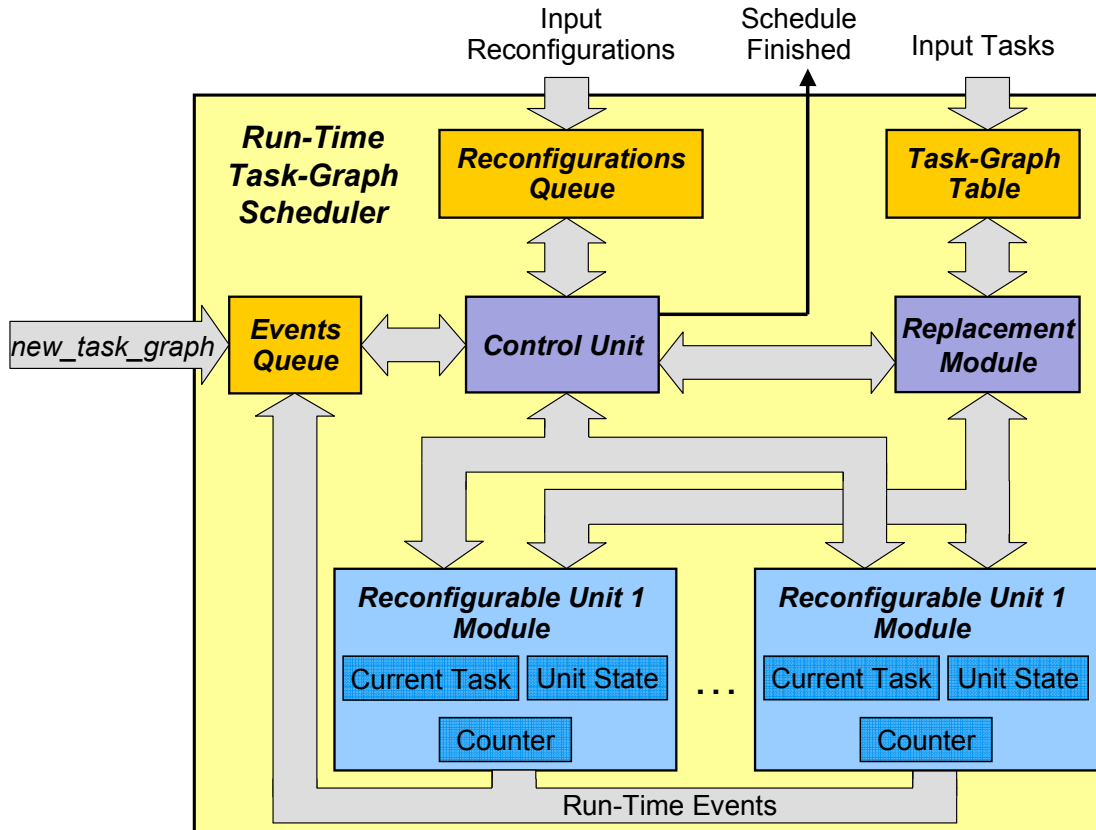 Input
Reconfigurations
Schedule
Finished
Input Tasks
Run-Time
Task-Graph
Scheduler
Reconfigurations
Queue
Task-Graph
Table
new_task_graph
Events
Queue
Control Unit
Replacement
Module
Reconfigurable Unit 1
Module
Current Task
Unit State
Counter
...
Reconfigurable Unit 1
Module
Current Task
Unit State
Counter
Run-Time Events